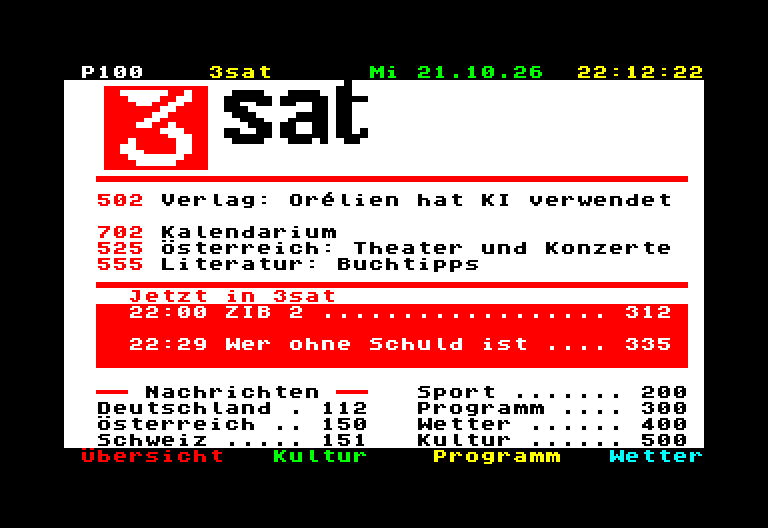 P100 3sat Mi 21.10.26 22:12:22
3sat
502 Verlag: Orélien hat KI verwendet
702 Kalendarium
525 Österreich: Theater und Konzerte
555 Literatur: Buchtipps
Jetzt in 3sat
22:00 ZIB 2 .................. 312
22:29 Wer ohne Schuld ist .... 335
Nachrichten Sport ....... 200
Deutschland . 112 Programm .... 300
Österreich .. 150 Wetter ...... 400
Schweiz ..... 151 Kultur ...... 500
Übersicht Kultur Programm Wetter